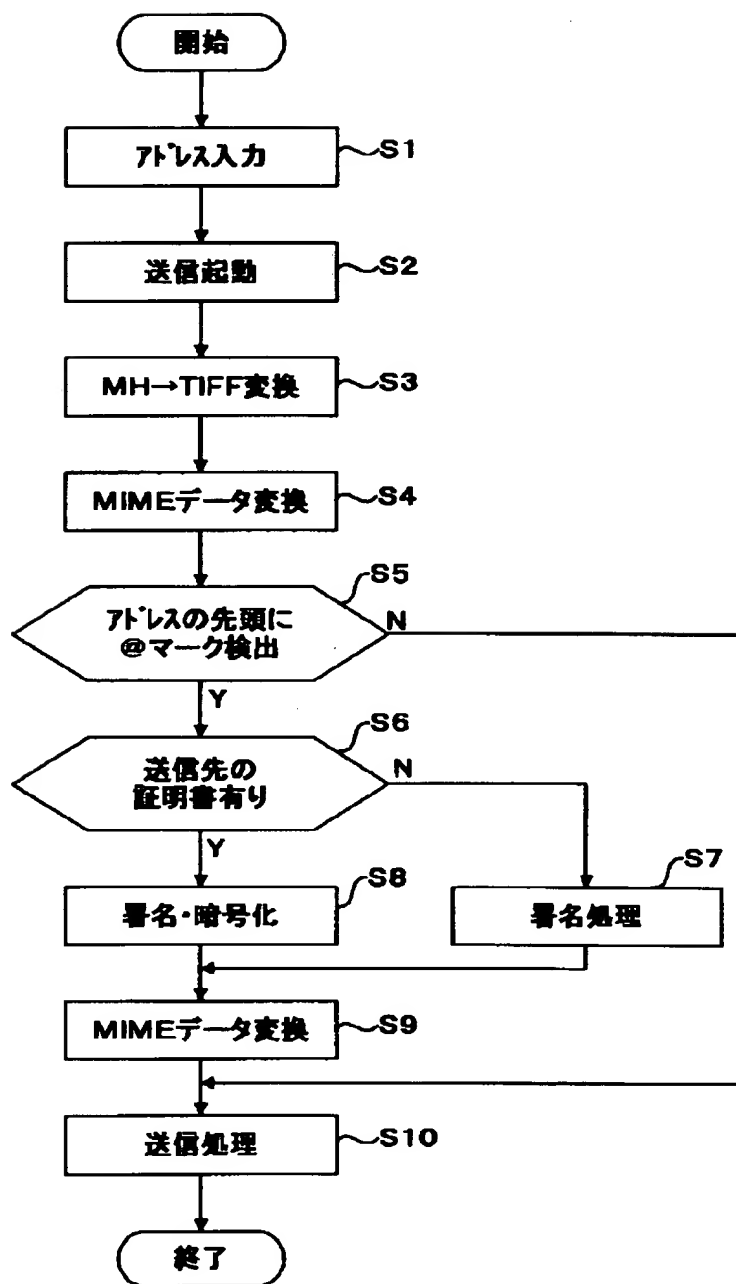 開始
アドレス入力
S1
送信起動
S2
MH→TIFF変換
S3
MIMEデータ変換
S4
S5
アドレスの先頭に
@マーク検出
N
Y
S6
送信先の
証明書有り
N
Y
S8
署名・暗号化
S7
署名処理
MIMEデータ変換
S9
送信処理
S10
終了